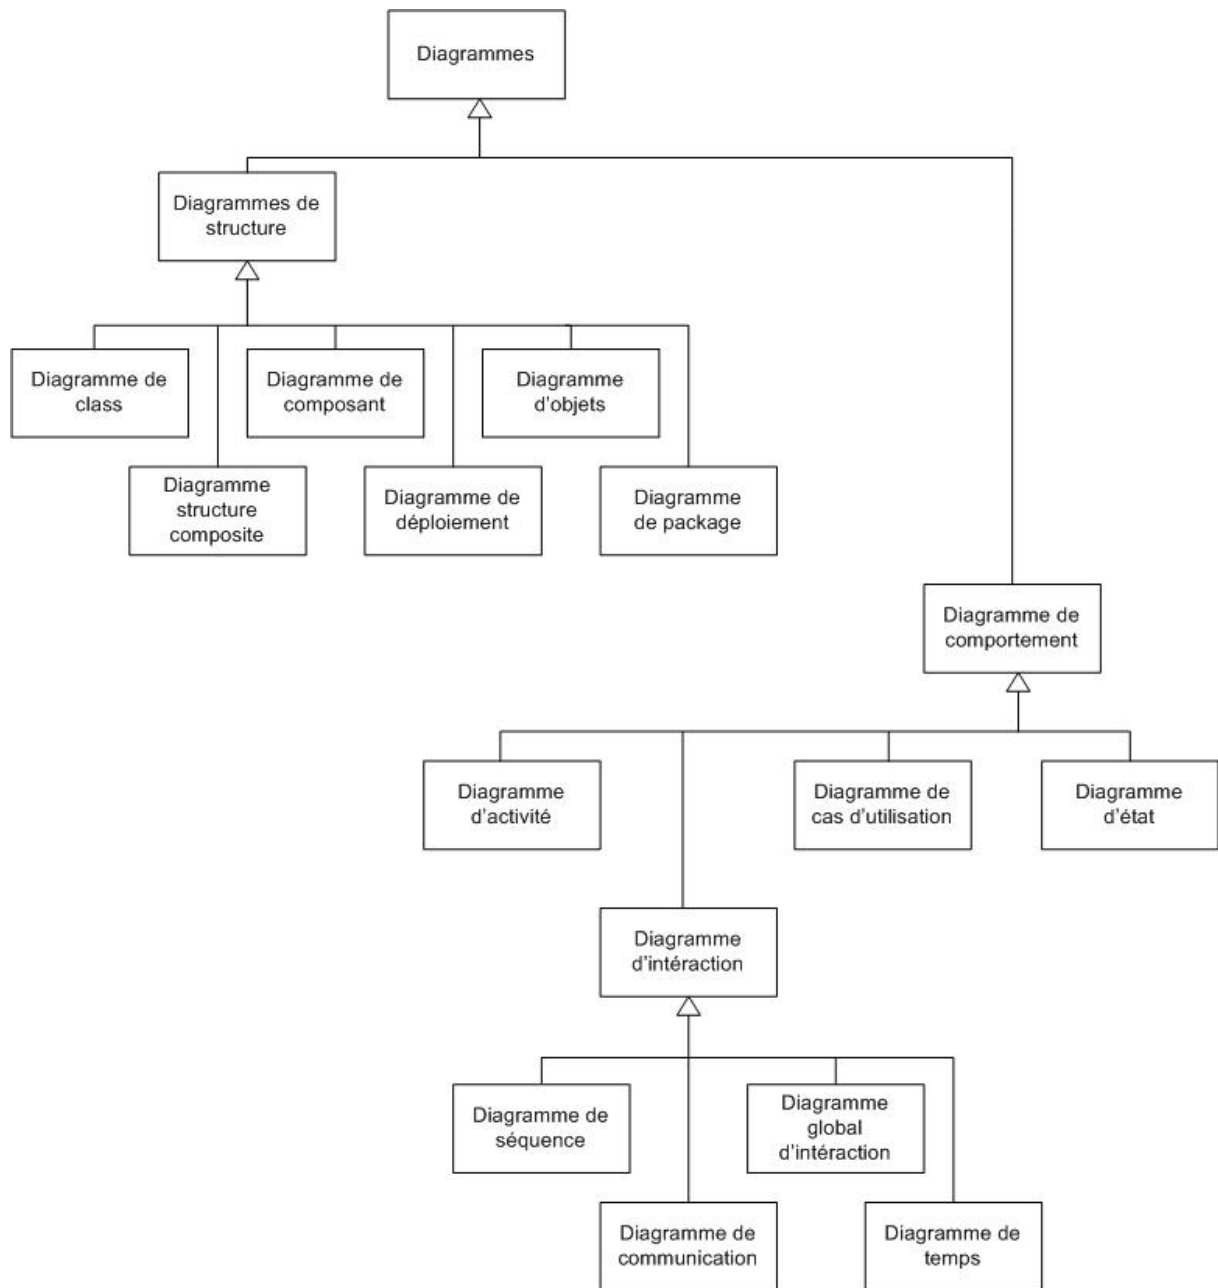 Diagrammes
Diagrammes de
structure
Diagramme de
class
Diagramme de
composant
Diagramme
d'objets
Diagramme
structure
composite
Diagramme de
déploiement
Diagramme
de package
Diagramme de
comportement
Diagramme
d'activité
Diagramme de
cas d'utilisation
Diagramme
d'état
Diagramme
d'intéraction
Diagramme de
séquence
Diagramme
global
d'intéraction
Diagramme de
communication
Diagramme de
temps